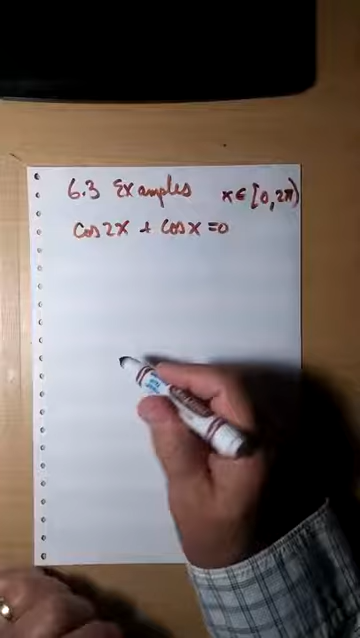 6.3 Examples x ∈ [0, 2π)
Cos 2x + Cos x = 0